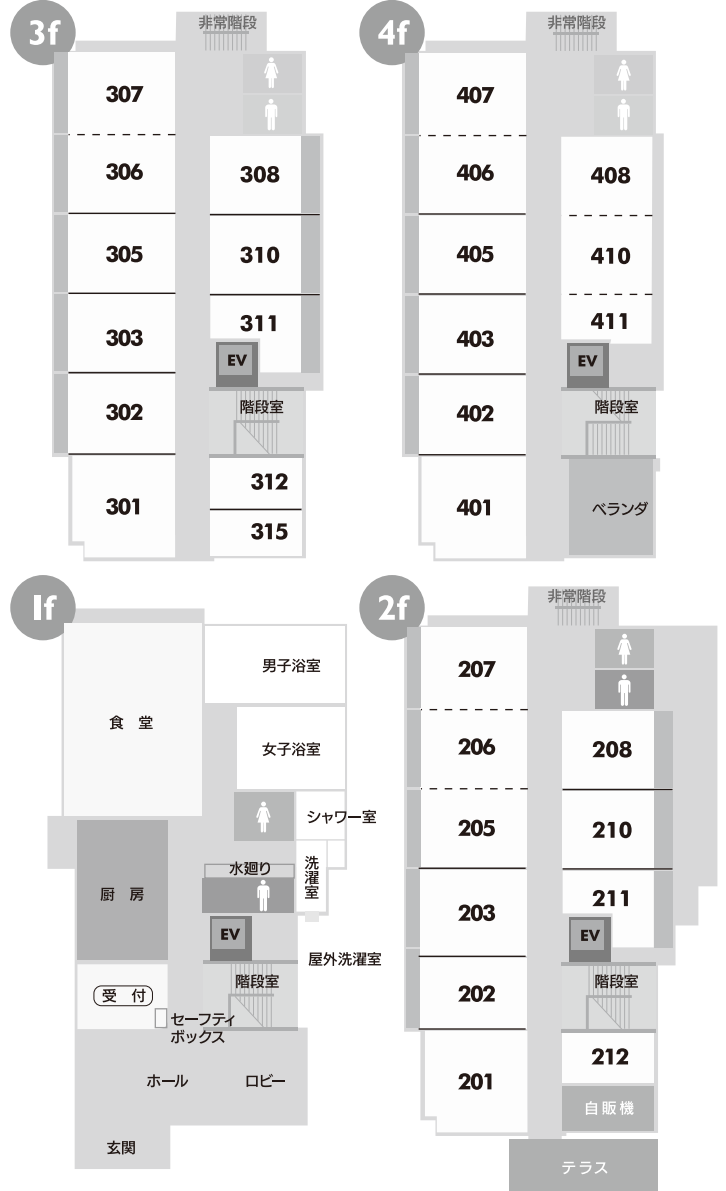 3f
非常階段
307
306
308
305
310
303
311
EV
302
階段室
301
312
315
4f
非常階段
407
406
408
405
410
403
411
EV
402
階段室
401
ベランダ
1f
男子浴室
食 堂
女子浴室
シャワー室
水廻り
洗濯室
厨 房
EV
屋外洗濯室
階段室
受 付
セーフティ
ボックス
ホール
ロビー
玄関
2f
非常階段
207
206
208
205
210
203
211
EV
202
階段室
212
201
自販機
テラス